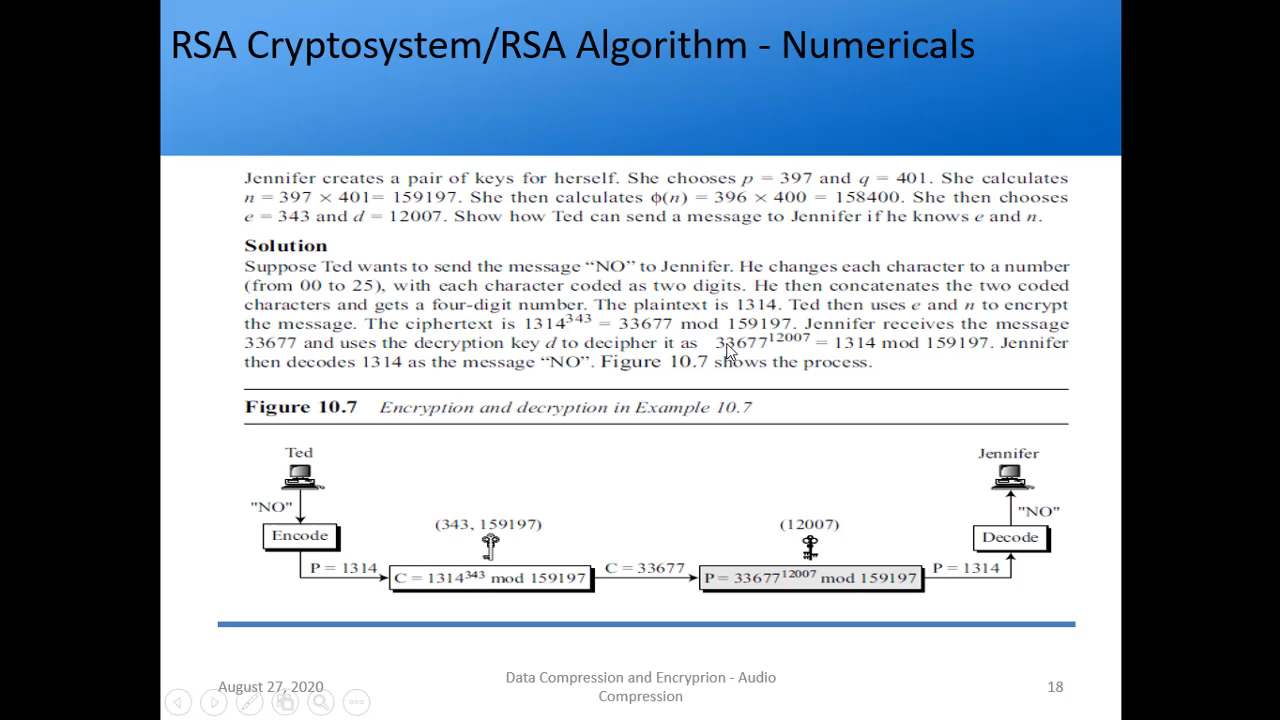 RSA Cryptosystem/RSA Algorithm - Numericals
Jennifer creates a pair of keys for herself. She chooses p = 397 and q = 401. She calculates
n = 397 × 401= 159197. She then calculates ϕ(n) = 396 × 400 = 158400. She then chooses
e = 343 and d = 12007. Show how Ted can send a message to Jennifer if he knows e and n.
Solution
Suppose Ted wants to send the message “NO” to Jennifer. He changes each character to a number
(from 00 to 25), with each character coded as two digits. He then concatenates the two coded
characters and gets a four-digit number. The plaintext is 1314. Ted then uses e and n to encrypt
the message. The ciphertext is 1314³⁴³ = 33677 mod 159197. Jennifer receives the message
33677 and uses the decryption key d to decipher it as 33677¹²⁰⁰⁷ = 1314 mod 159197. Jennifer
then decodes 1314 as the message “NO”. Figure 10.7 shows the process.
Figure 10.7 Encryption and decryption in Example 10.7
Ted
Jennifer
"NO"
"NO"
(343, 159197)
(12007)
Encode
Decode
P = 1314
C = 1314³⁴³ mod 159197
C = 33677
P = 33677¹²⁰⁰⁷ mod 159197
P = 1314
August 27, 2020
Data Compression and Encryprion - Audio
Compression
18